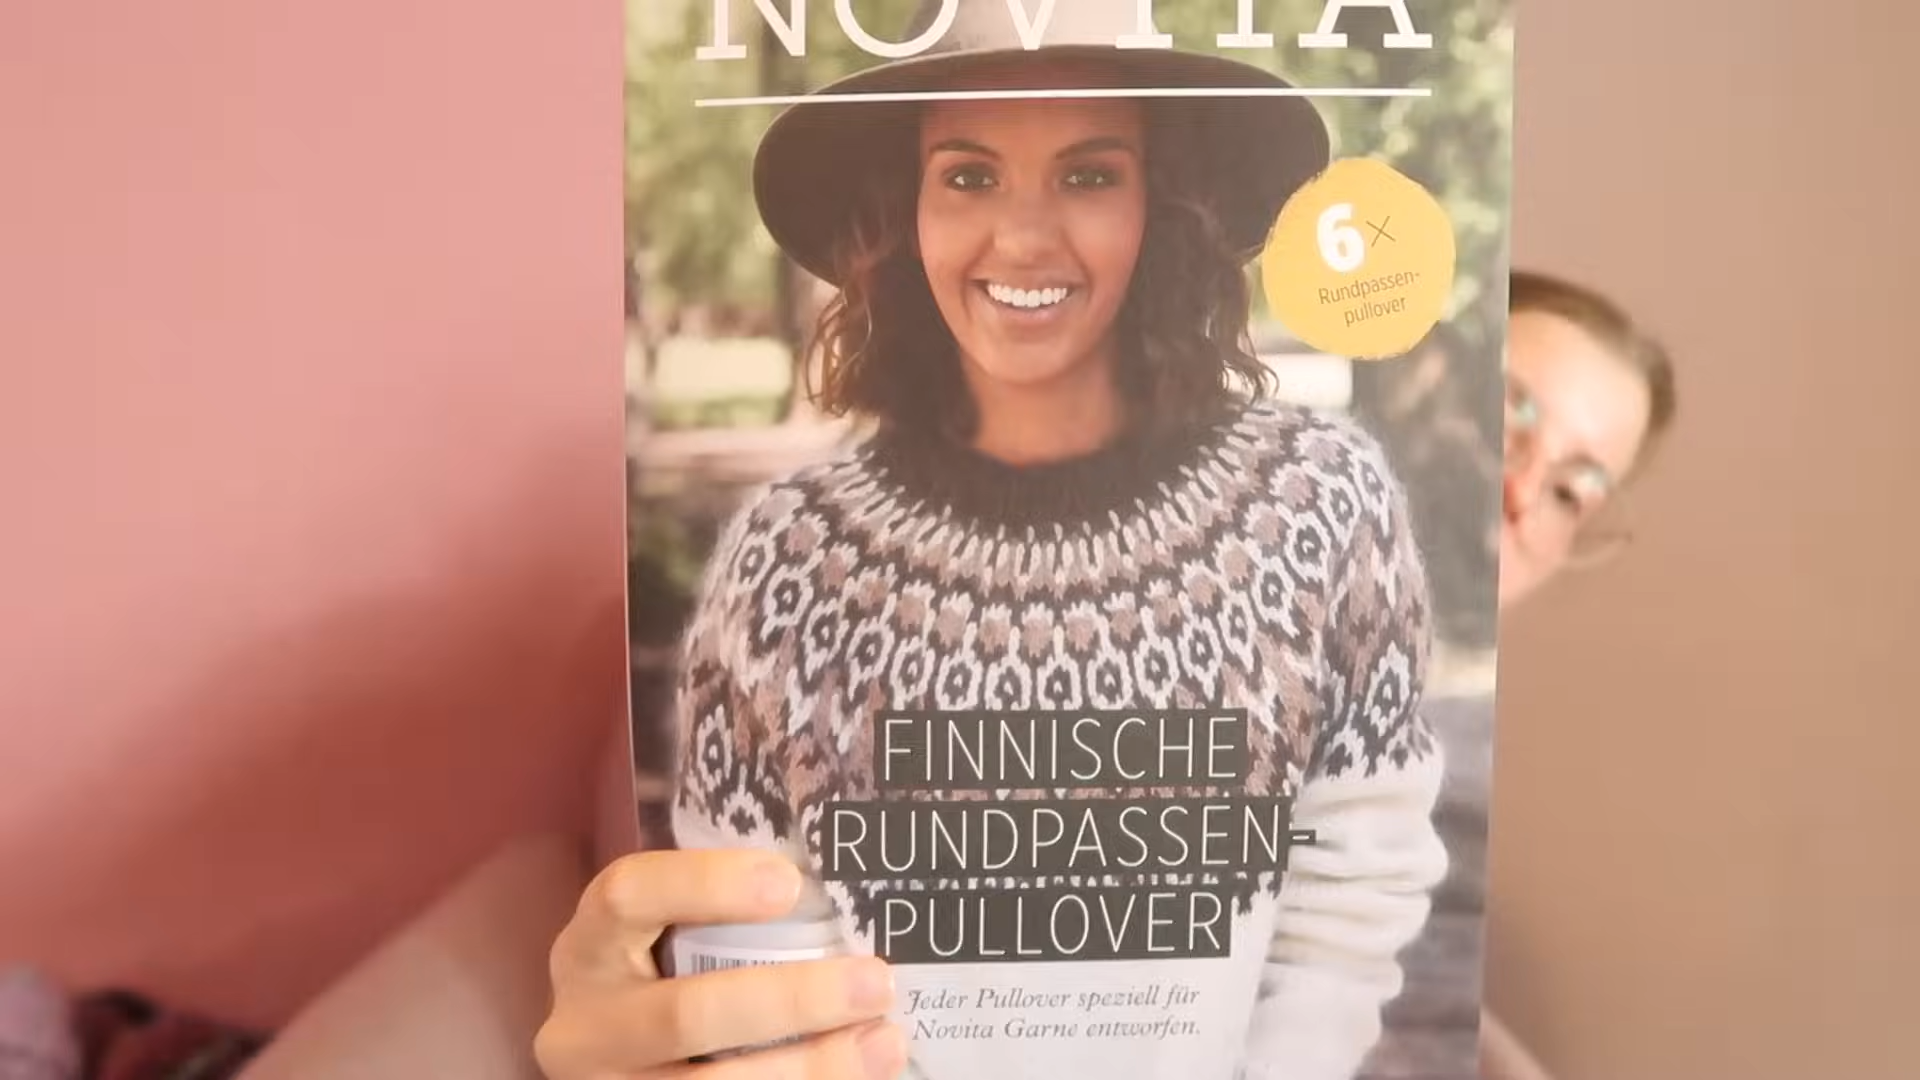 NOVITA
6×
Rundpassen-
pullover
FINNISCHE
RUNDPASSEN-
PULLOVER
Jeder Pullover speziell für
Novita Garne entworfen.